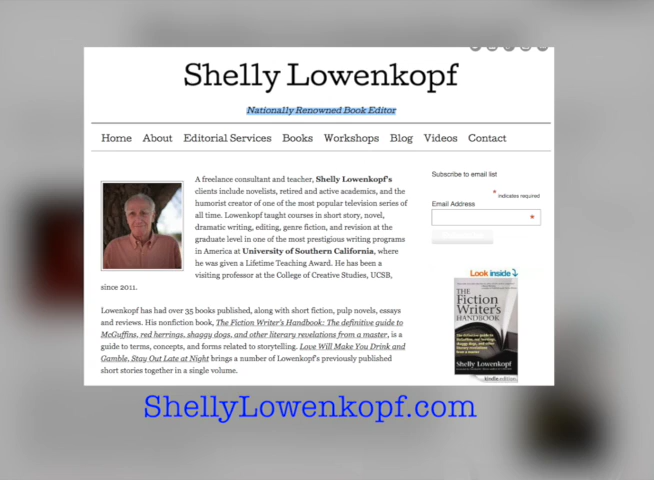 Shelly Lowenkopf
Nationally Renowned Book Editor
Home About Editorial Services Books Workshops Blog Videos Contact
A freelance consultant and teacher, Shelly Lowenkopf's
clients include novelists, retired and active academics, and the
humorist creator of one of the most popular television series of
all time. Lowenkopf taught courses in short story, novel,
dramatic writing, editing, genre fiction, and revision at the
graduate level in one of the most prestigious writing programs
in America at University of Southern California, where
he was given a Lifetime Teaching Award. He has been a
visiting professor at the College of Creative Studies, UCSB,
since 2011.
Lowenkopf has had over 35 books published, along with short fiction, pulp novels, essays
and reviews. His nonfiction book, The Fiction Writer's Handbook: The definitive guide to
McGuffins, red herrings, shaggy dogs, and other literary revelations from a master, is a
guide to terms, concepts, and forms related to storytelling. Love Will Make You Drink and
Gamble, Stay Out Late at Night brings a number of Lowenkopf's previously published
short stories together in a single volume.
Subscribe to email list
* indicates required
Email Address
*
Look inside
THE
Fiction
Writer's
HANDBOOK
Shelly Lowenkopf
kindle edition
ShellyLowenkopf.com